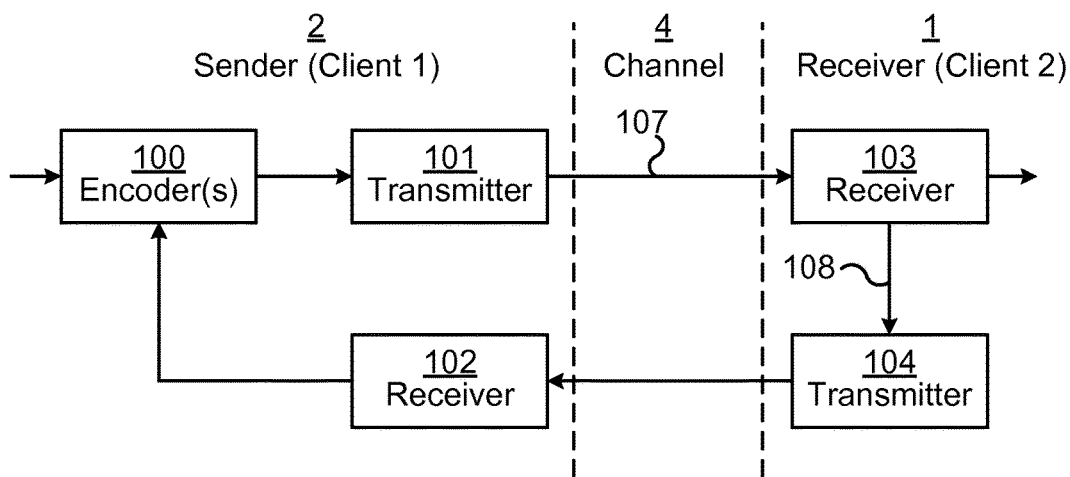 2
Sender (Client 1)
4
Channel
1
Receiver (Client 2)
107
100
Encoder(s)
101
Transmitter
103
Receiver
108
102
Receiver
104
Transmitter